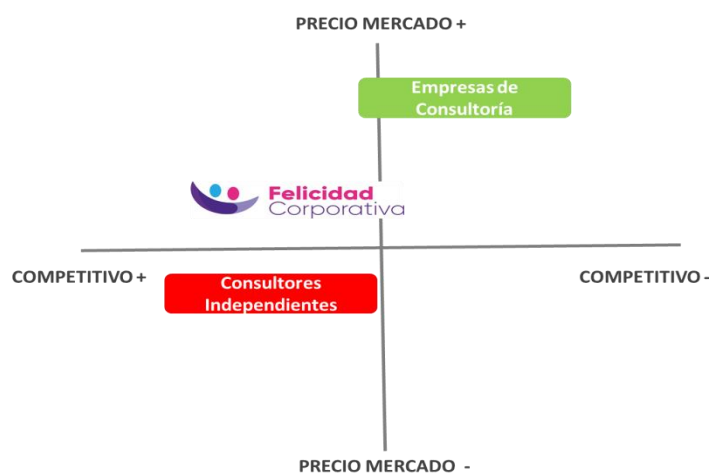 PRECIO MERCADO +
Empresas de
Consultoría
Felicidad
Corporativa
COMPETITIVO +
COMPETITIVO -
Consultores
Independientes
PRECIO MERCADO -